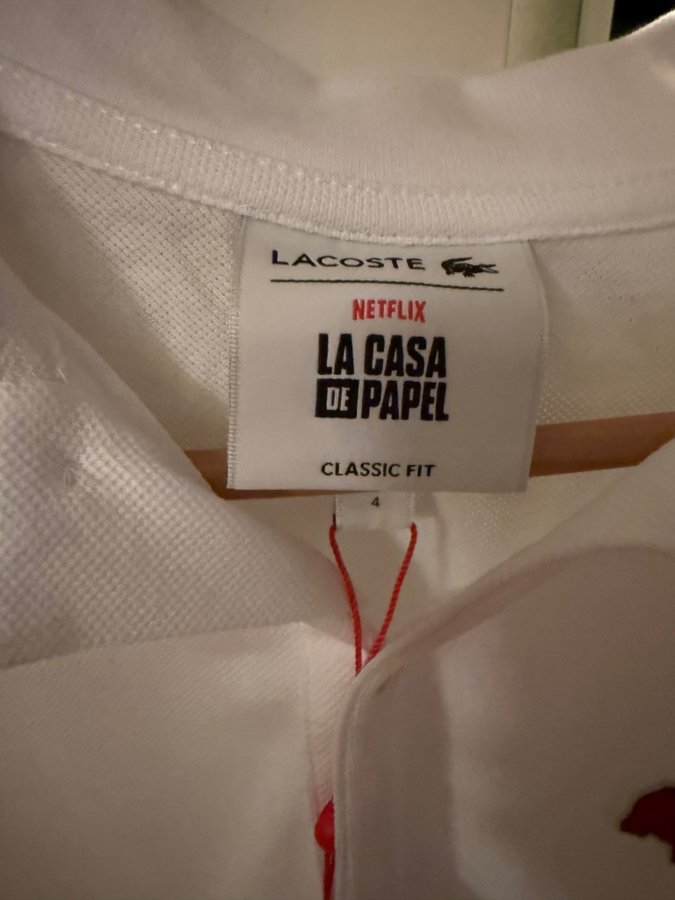 LACOSTE
NETFLIX
LA CASA
DE PAPEL
CLASSIC FIT
4